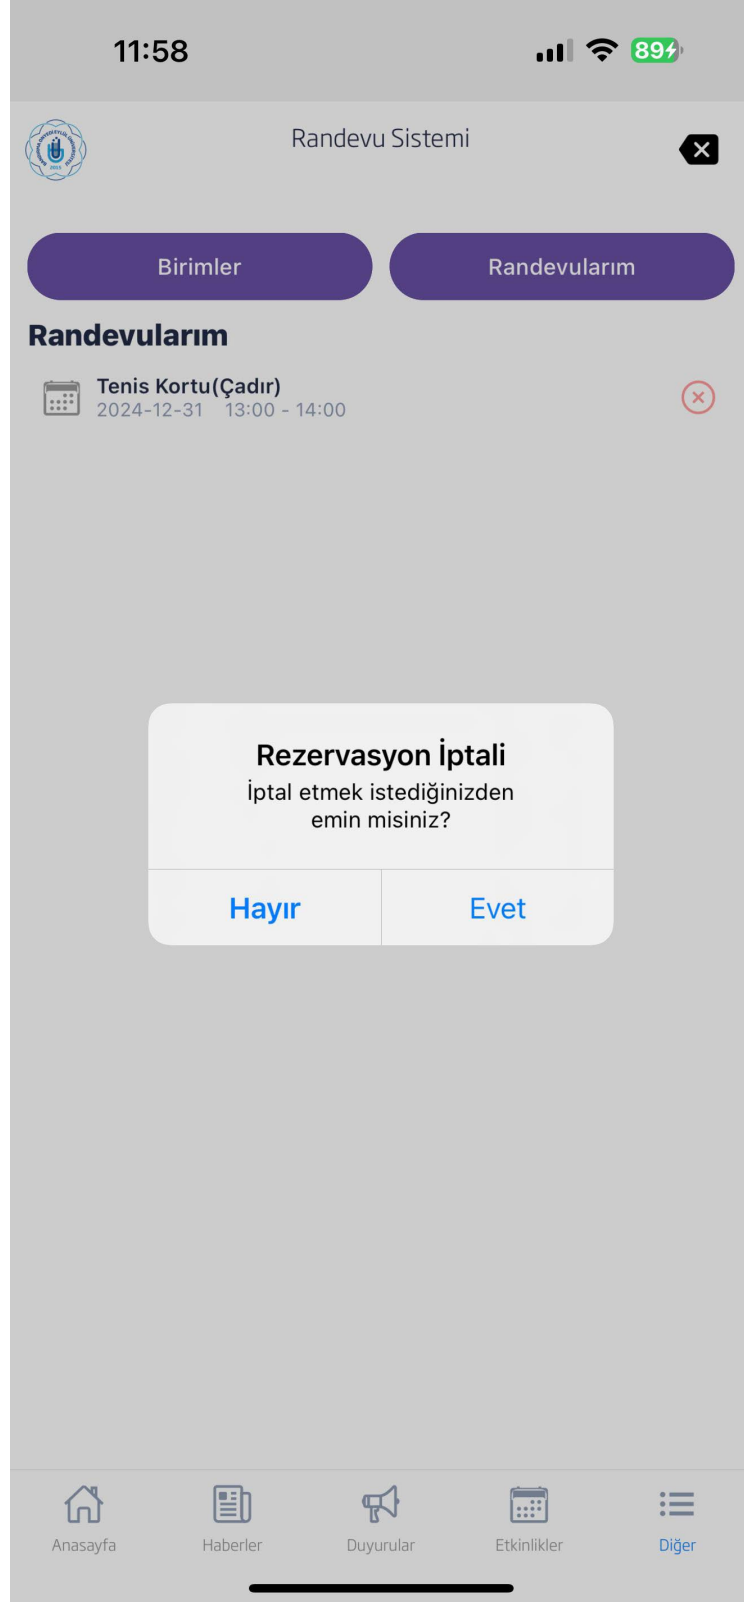 11:58
89
Randevu Sistemi
Birimler
Randevularım
Randevularım
Tenis Kortu(Çadır)
2024-12-31 13:00 - 14:00
Rezervasyon İptali
İptal etmek istediğinizden
emin misiniz?
Hayır
Evet
Anasayfa
Haberler
Duyurular
Etkinlikler
Diğer